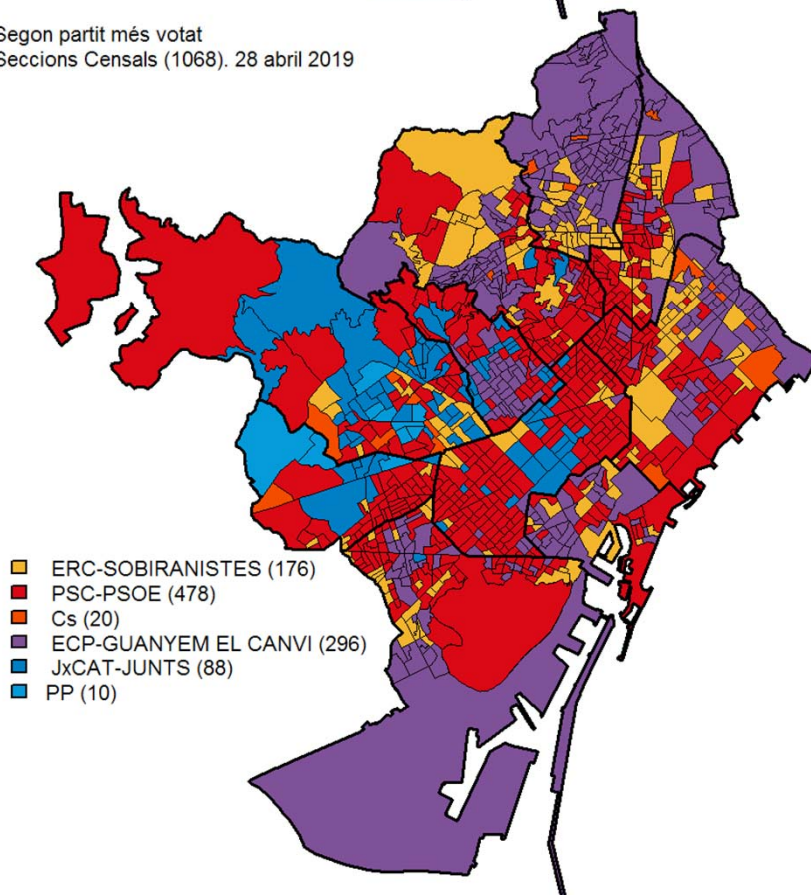 Segon partit més votat
Seccions Censals (1068). 28 abril 2019
ERC-SOBIRANISTES (176)
PSC-PSOE (478)
Cs (20)
ECP-GUANYEM EL CANVI (296)
JxCAT-JUNTS (88)
PP (10)